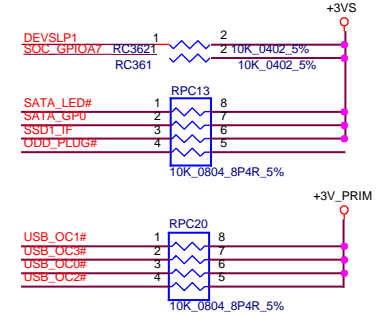 +3VS
DEVSLP1 1 2
SOC_GPIOA7 RC3621 2 10K_0402_5%
RC361 10K_0402_5%
RPC13
SATA_LED# 1 8
SATA_GP0 2 7
SSD1_IF 3 6
ODD_PLUG# 4 5
10K_0804_8P4R_5%
+3V_PRIM
RPC20
USB_OC1# 1 8
USB_OC3# 2 7
USB_OC0# 3 6
USB_OC2# 4 5
10K_0804_8P4R_5%